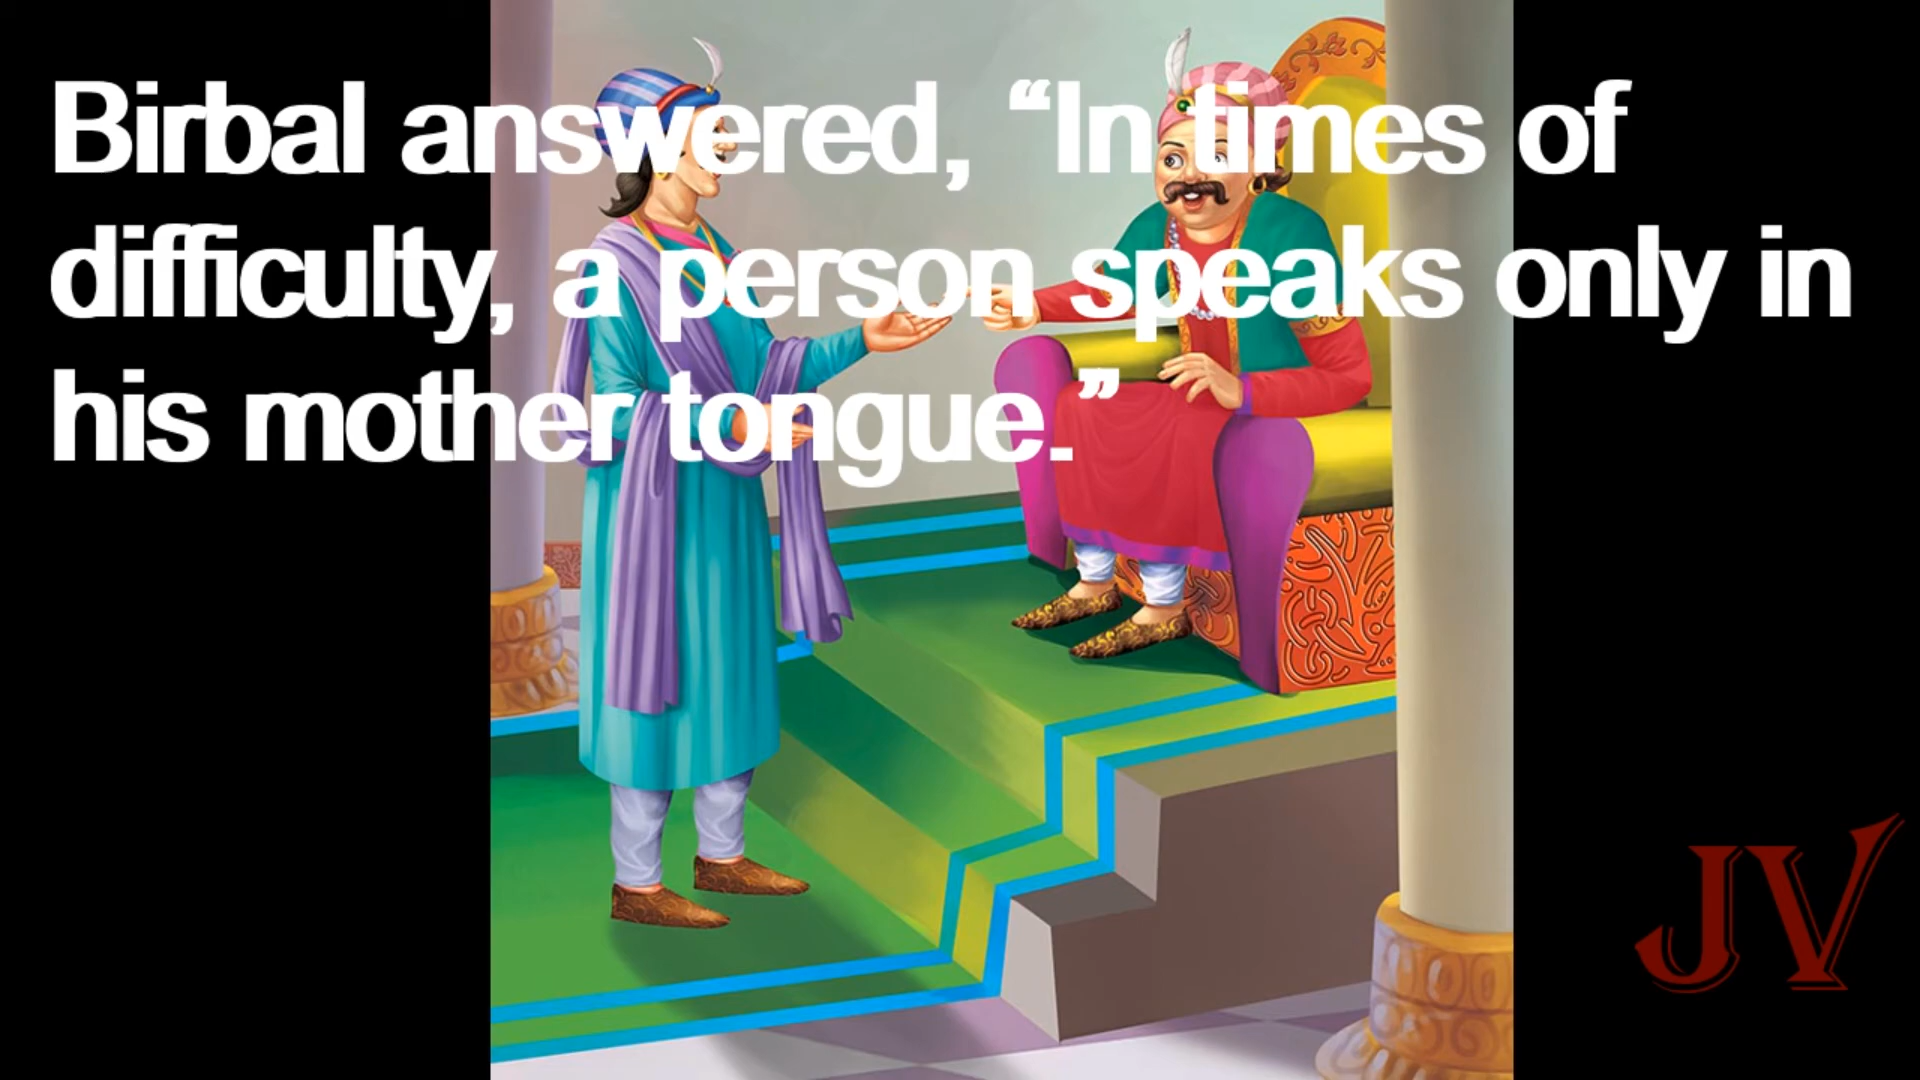 Birbal answered, “In times of
difficulty, a person speaks only in
his mother tongue.”
JV